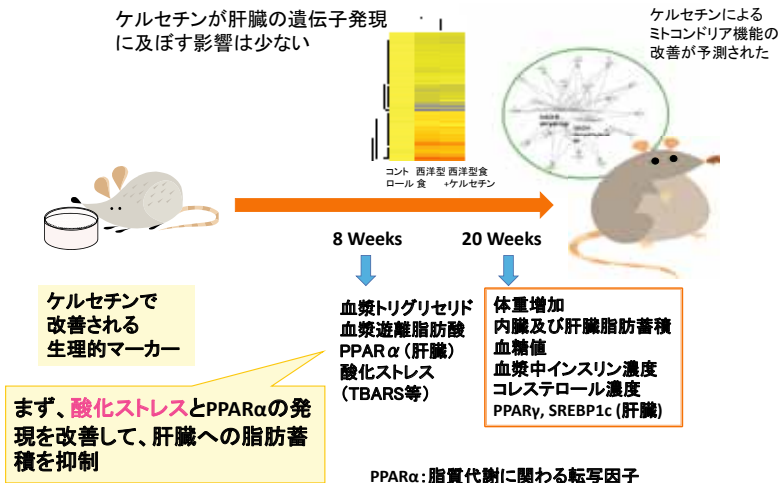 ケルセチンが肝臓の遺伝子発現
に及ぼす影響は少ない
ケルセチンによる
ミトコンドリア機能の
改善が予測された
コント 西洋型 西洋型食
ロール 食 +ケルセチン
8 Weeks
20 Weeks
ケルセチンで
改善される
生理的マーカー
血漿トリグリセリド
血漿遊離脂肪酸
PPARα(肝臓)
酸化ストレス
(TBARS等)
体重増加
内臓及び肝臓脂肪蓄積
血糖値
血漿中インスリン濃度
コレステロール濃度
PPARγ, SREBP1c (肝臓)
まず、酸化ストレスとPPARαの発
現を改善して、肝臓への脂肪蓄
積を抑制
PPARα:脂質代謝に関わる転写因子